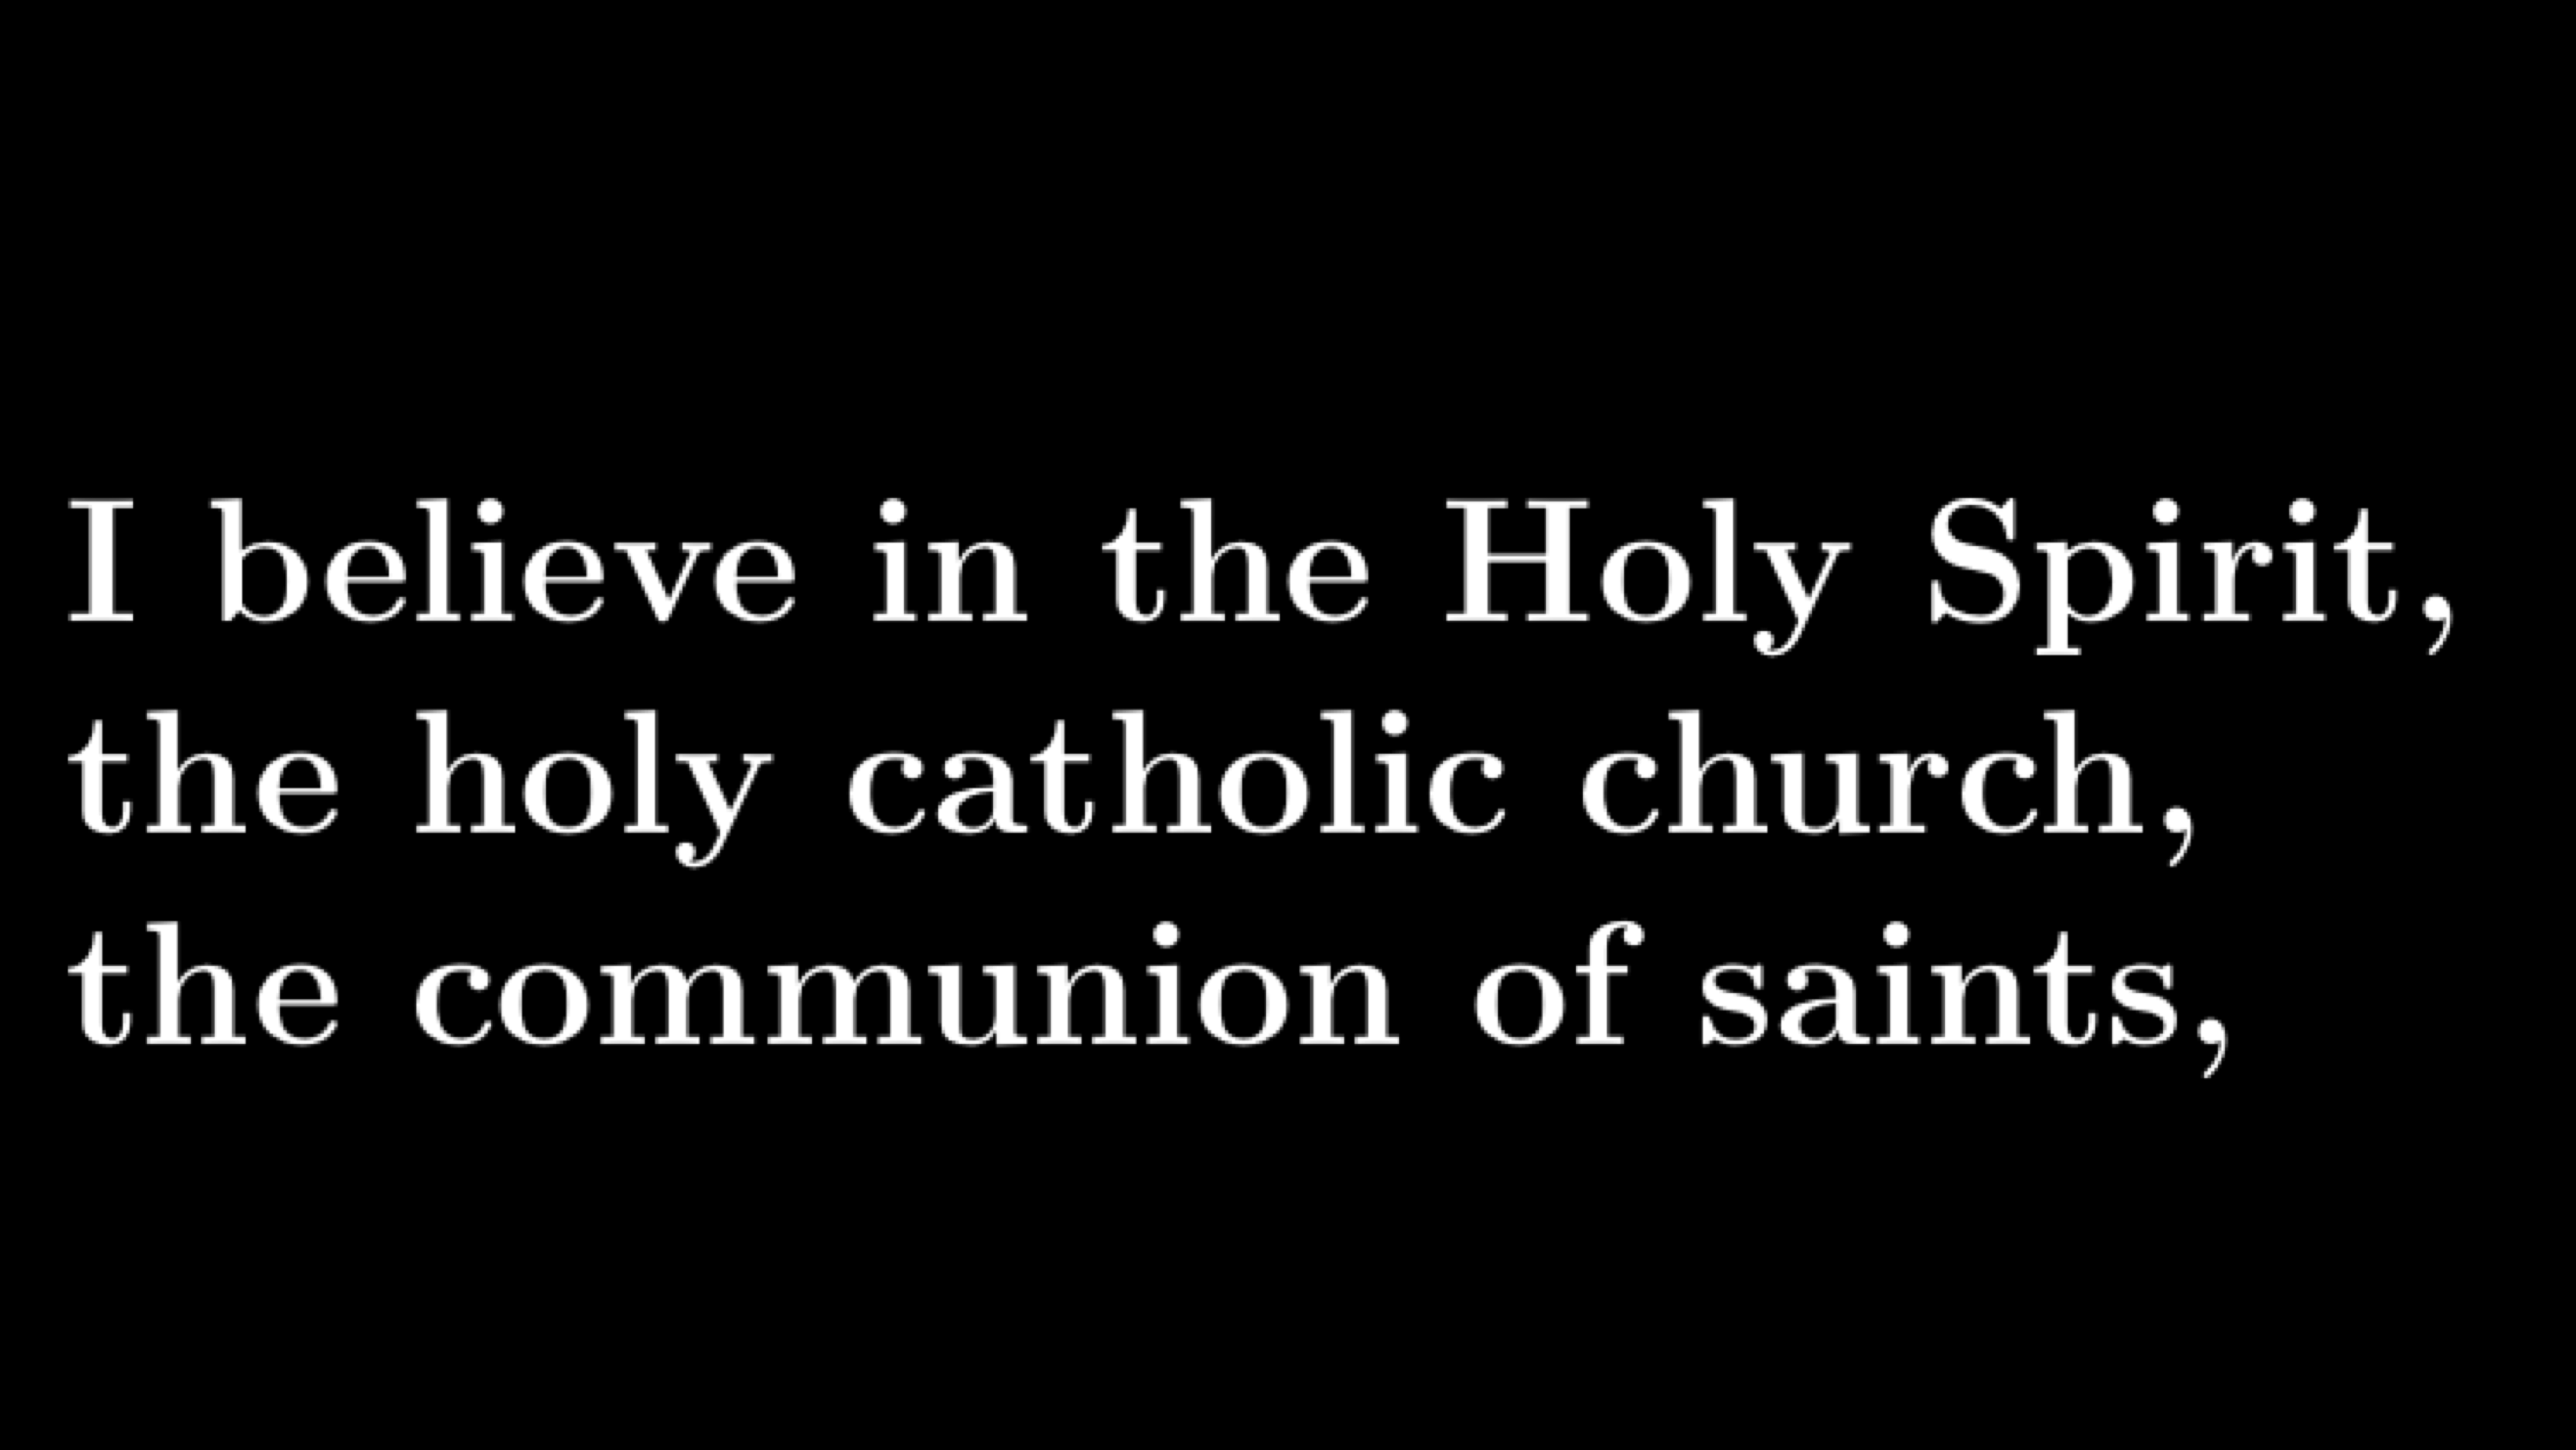 I believe in the Holy Spirit,
the holy catholic church,
the communion of saints,